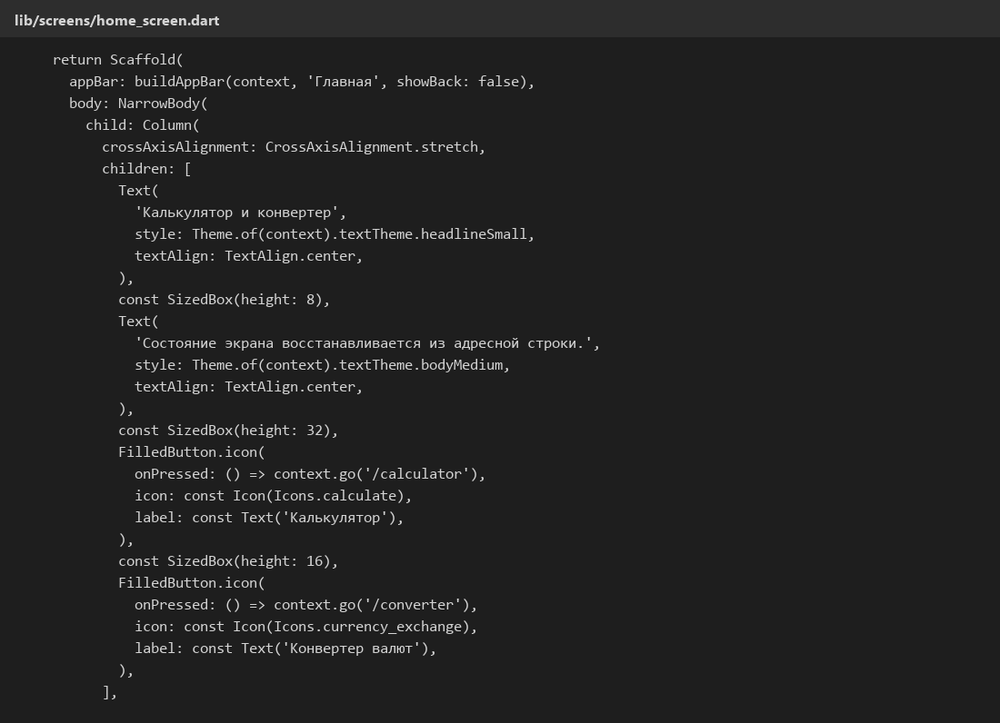 lib/screens/home_screen.dart
return Scaffold(
appBar: buildAppBar(context, 'Главная', showBack: false),
body: NarrowBody(
child: Column(
crossAxisAlignment: CrossAxisAlignment.stretch,
children: [
Text(
'Калькулятор и конвертер',
style: Theme.of(context).textTheme.headlineSmall,
textAlign: TextAlign.center,
),
const SizedBox(height: 8),
Text(
'Состояние экрана восстанавливается из адресной строки.',
style: Theme.of(context).textTheme.bodyMedium,
textAlign: TextAlign.center,
),
const SizedBox(height: 32),
FilledButton.icon(
onPressed: () => context.go('/calculator'),
icon: const Icon(Icons.calculate),
label: const Text('Калькулятор'),
),
const SizedBox(height: 16),
FilledButton.icon(
onPressed: () => context.go('/converter'),
icon: const Icon(Icons.currency_exchange),
label: const Text('Конвертер валют'),
),
],